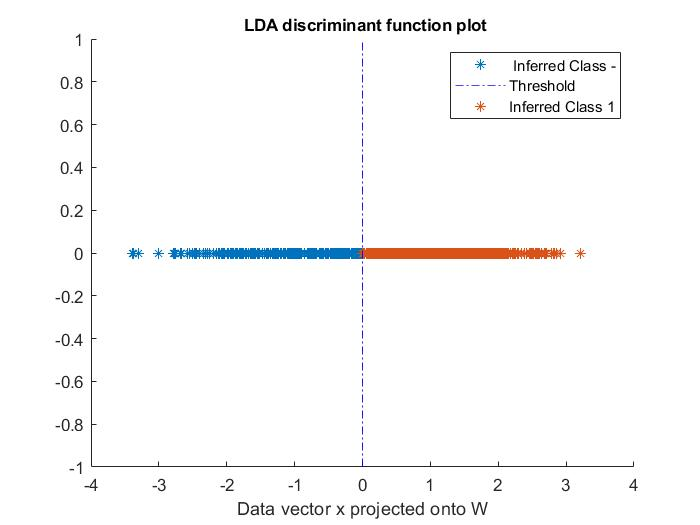 LDA discriminant function plot
1
0.8
0.6
0.4
0.2
0
-0.2
-0.4
-0.6
-0.8
-1
Inferred Class -
Threshold
Inferred Class 1
-4 -3 -2 -1 0 1 2 3 4
Data vector x projected onto W